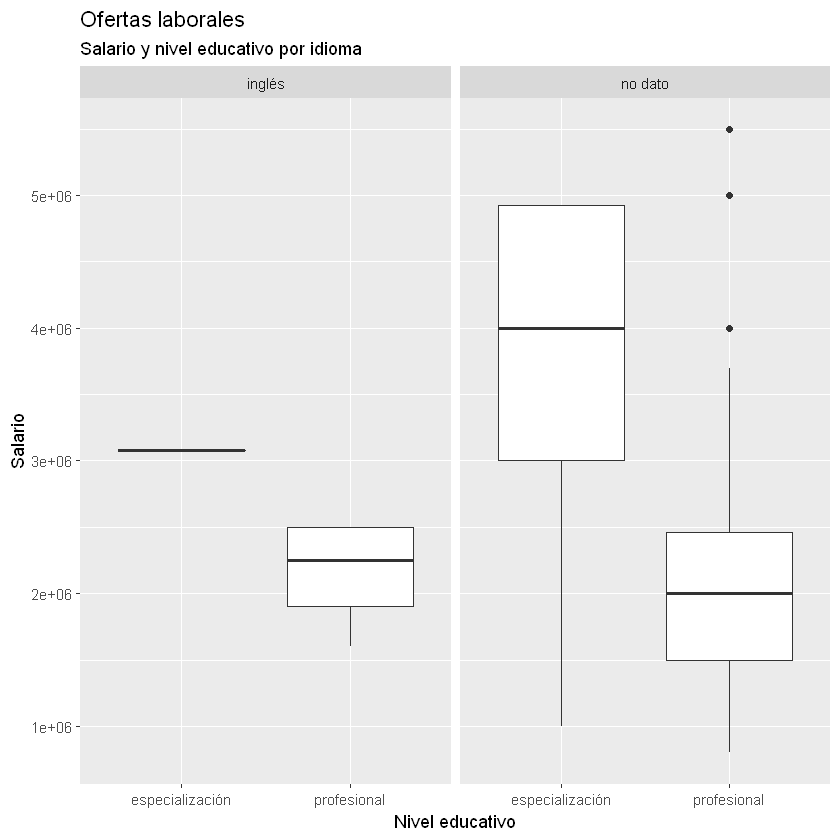 Ofertas laborales
Salario y nivel educativo por idioma
inglés
no dato
Salario
5e+06
4e+06
3e+06
2e+06
1e+06
especialización
profesional
especialización
profesional
Nivel educativo